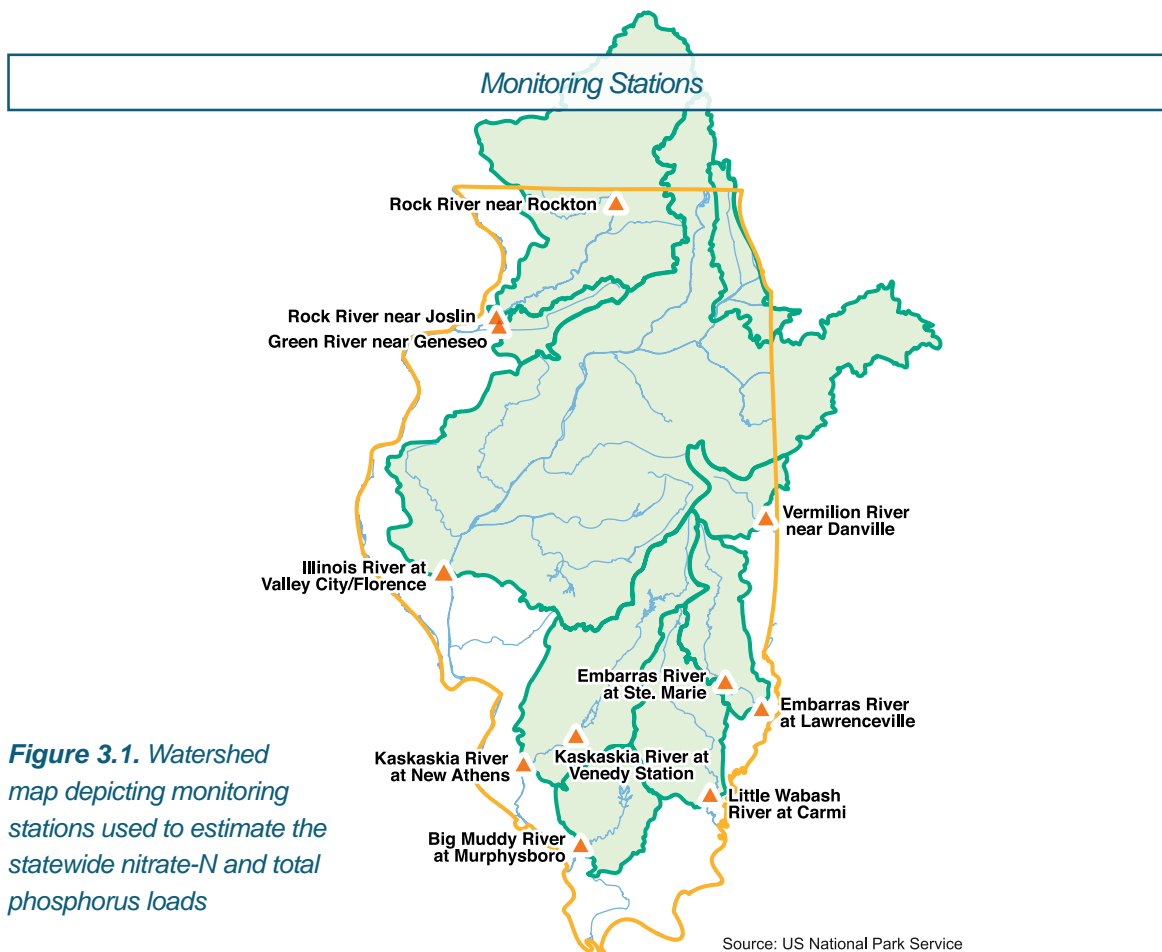 Monitoring Stations
Rock River near Rockton
Rock River near Joslin
Green River near Geneseo
Vermilion River
near Danville
Illinois River at
Valley City/Florence
Embarras River
at Ste. Marie
Embarras River
at Lawrenceville
Kaskaskia River
at New Athens
Kaskaskia River at
Venedy Station
Little Wabash
River at Carmi
Big Muddy River
at Murphysboro
Figure 3.1. Watershed
map depicting monitoring
stations used to estimate the
statewide nitrate-N and total
phosphorus loads
Source: US National Park Service